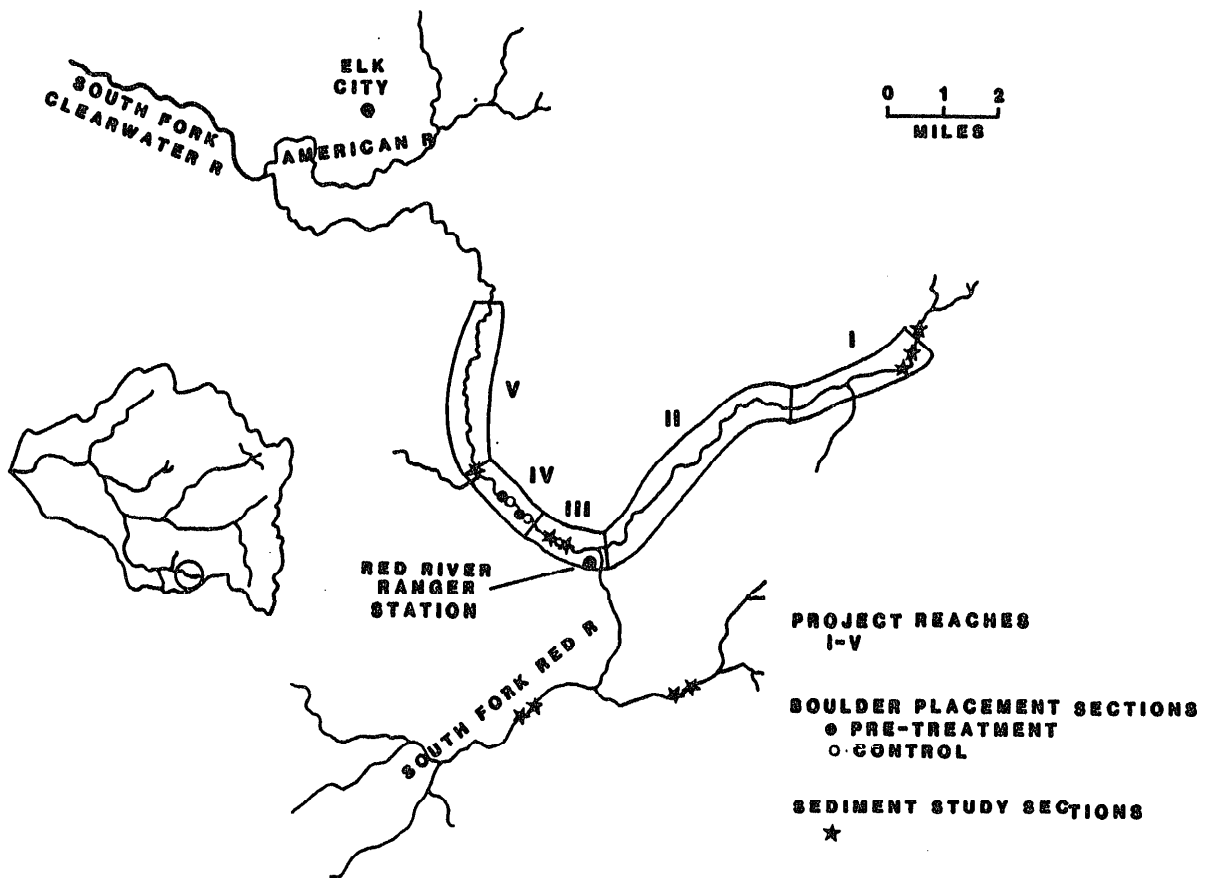 ELK
CITY
SOUTH FORK
CLEARWATER R
AMERICAN R
0 1 2
MILES
I
II
V
IV
III
RED RIVER
RANGER
STATION
SOUTH FORK RED R
PROJECT REACHES
I-V
BOULDER PLACEMENT SECTIONS
PRE-TREATMENT
CONTROL
SEDIMENT STUDY SECTIONS